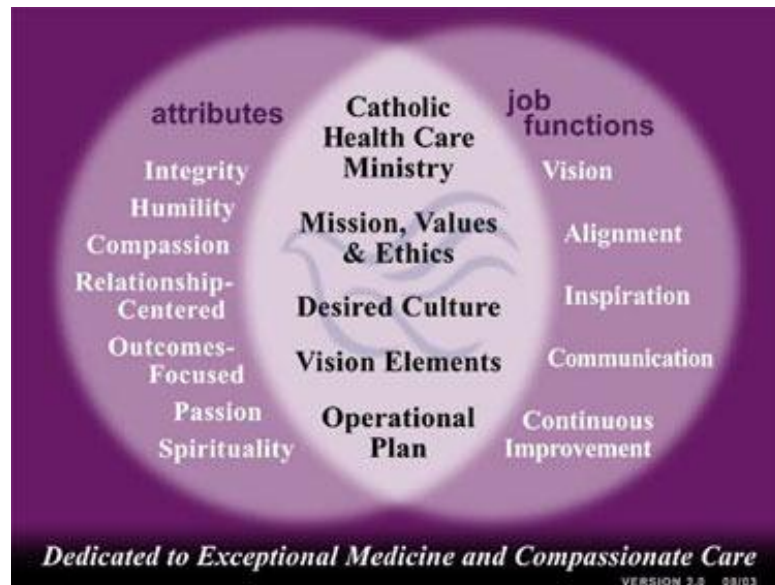 attributes
Integrity
Humility
Compassion
Relationship-
Centered
Outcomes-
Focused
Passion
Spirituality
Catholic
Health Care
Ministry
Mission, Values
& Ethics
Desired Culture
Vision Elements
Operational
Plan
job
functions
Vision
Alignment
Inspiration
Communication
Continuous
Improvement
Dedicated to Exceptional Medicine and Compassionate Care
VERSION 2.0 08/03